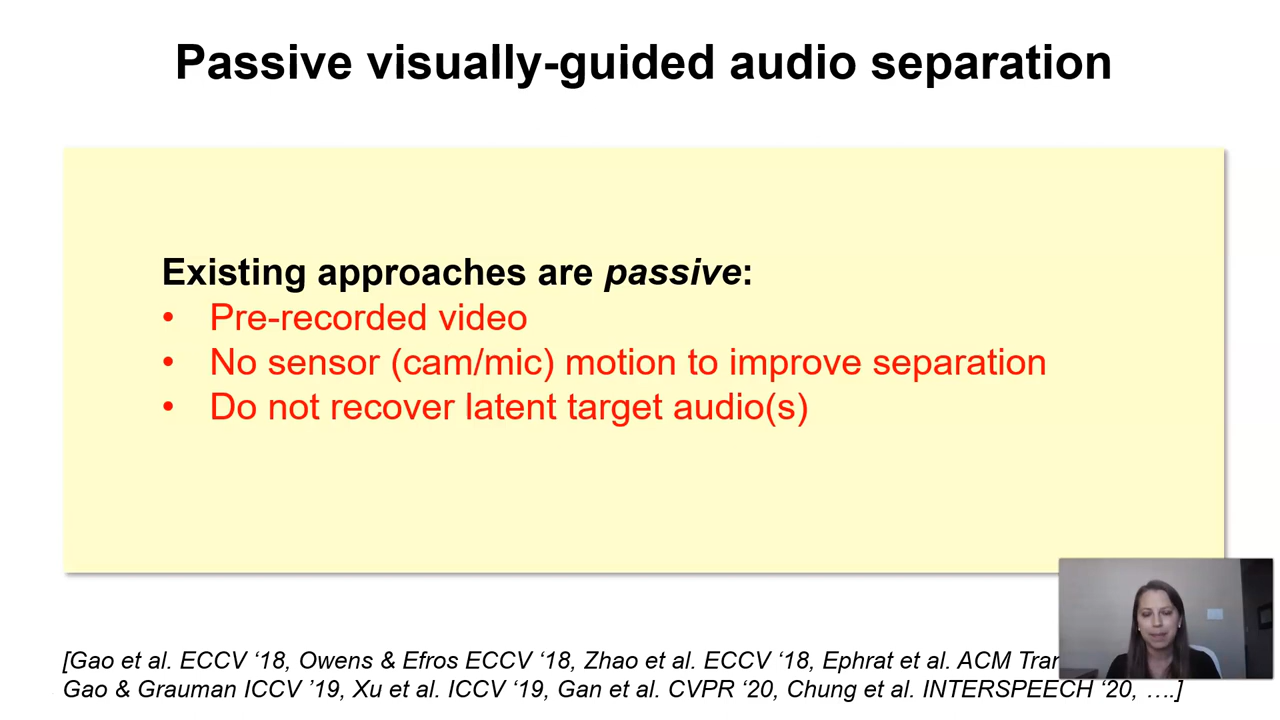 Passive visually-guided audio separation
Existing approaches are passive:
• Pre-recorded video
• No sensor (cam/mic) motion to improve separation
• Do not recover latent target audio(s)
[Gao et al. ECCV ‘18, Owens & Efros ECCV ‘18, Zhao et al. ECCV ‘18, Ephrat et al. ACM
Gao & Grauman ICCV ’19, Xu et al. ICCV ‘19, Gan et al. CVPR ‘20, Chung et al. INTERSPEECH ‘20, ….]